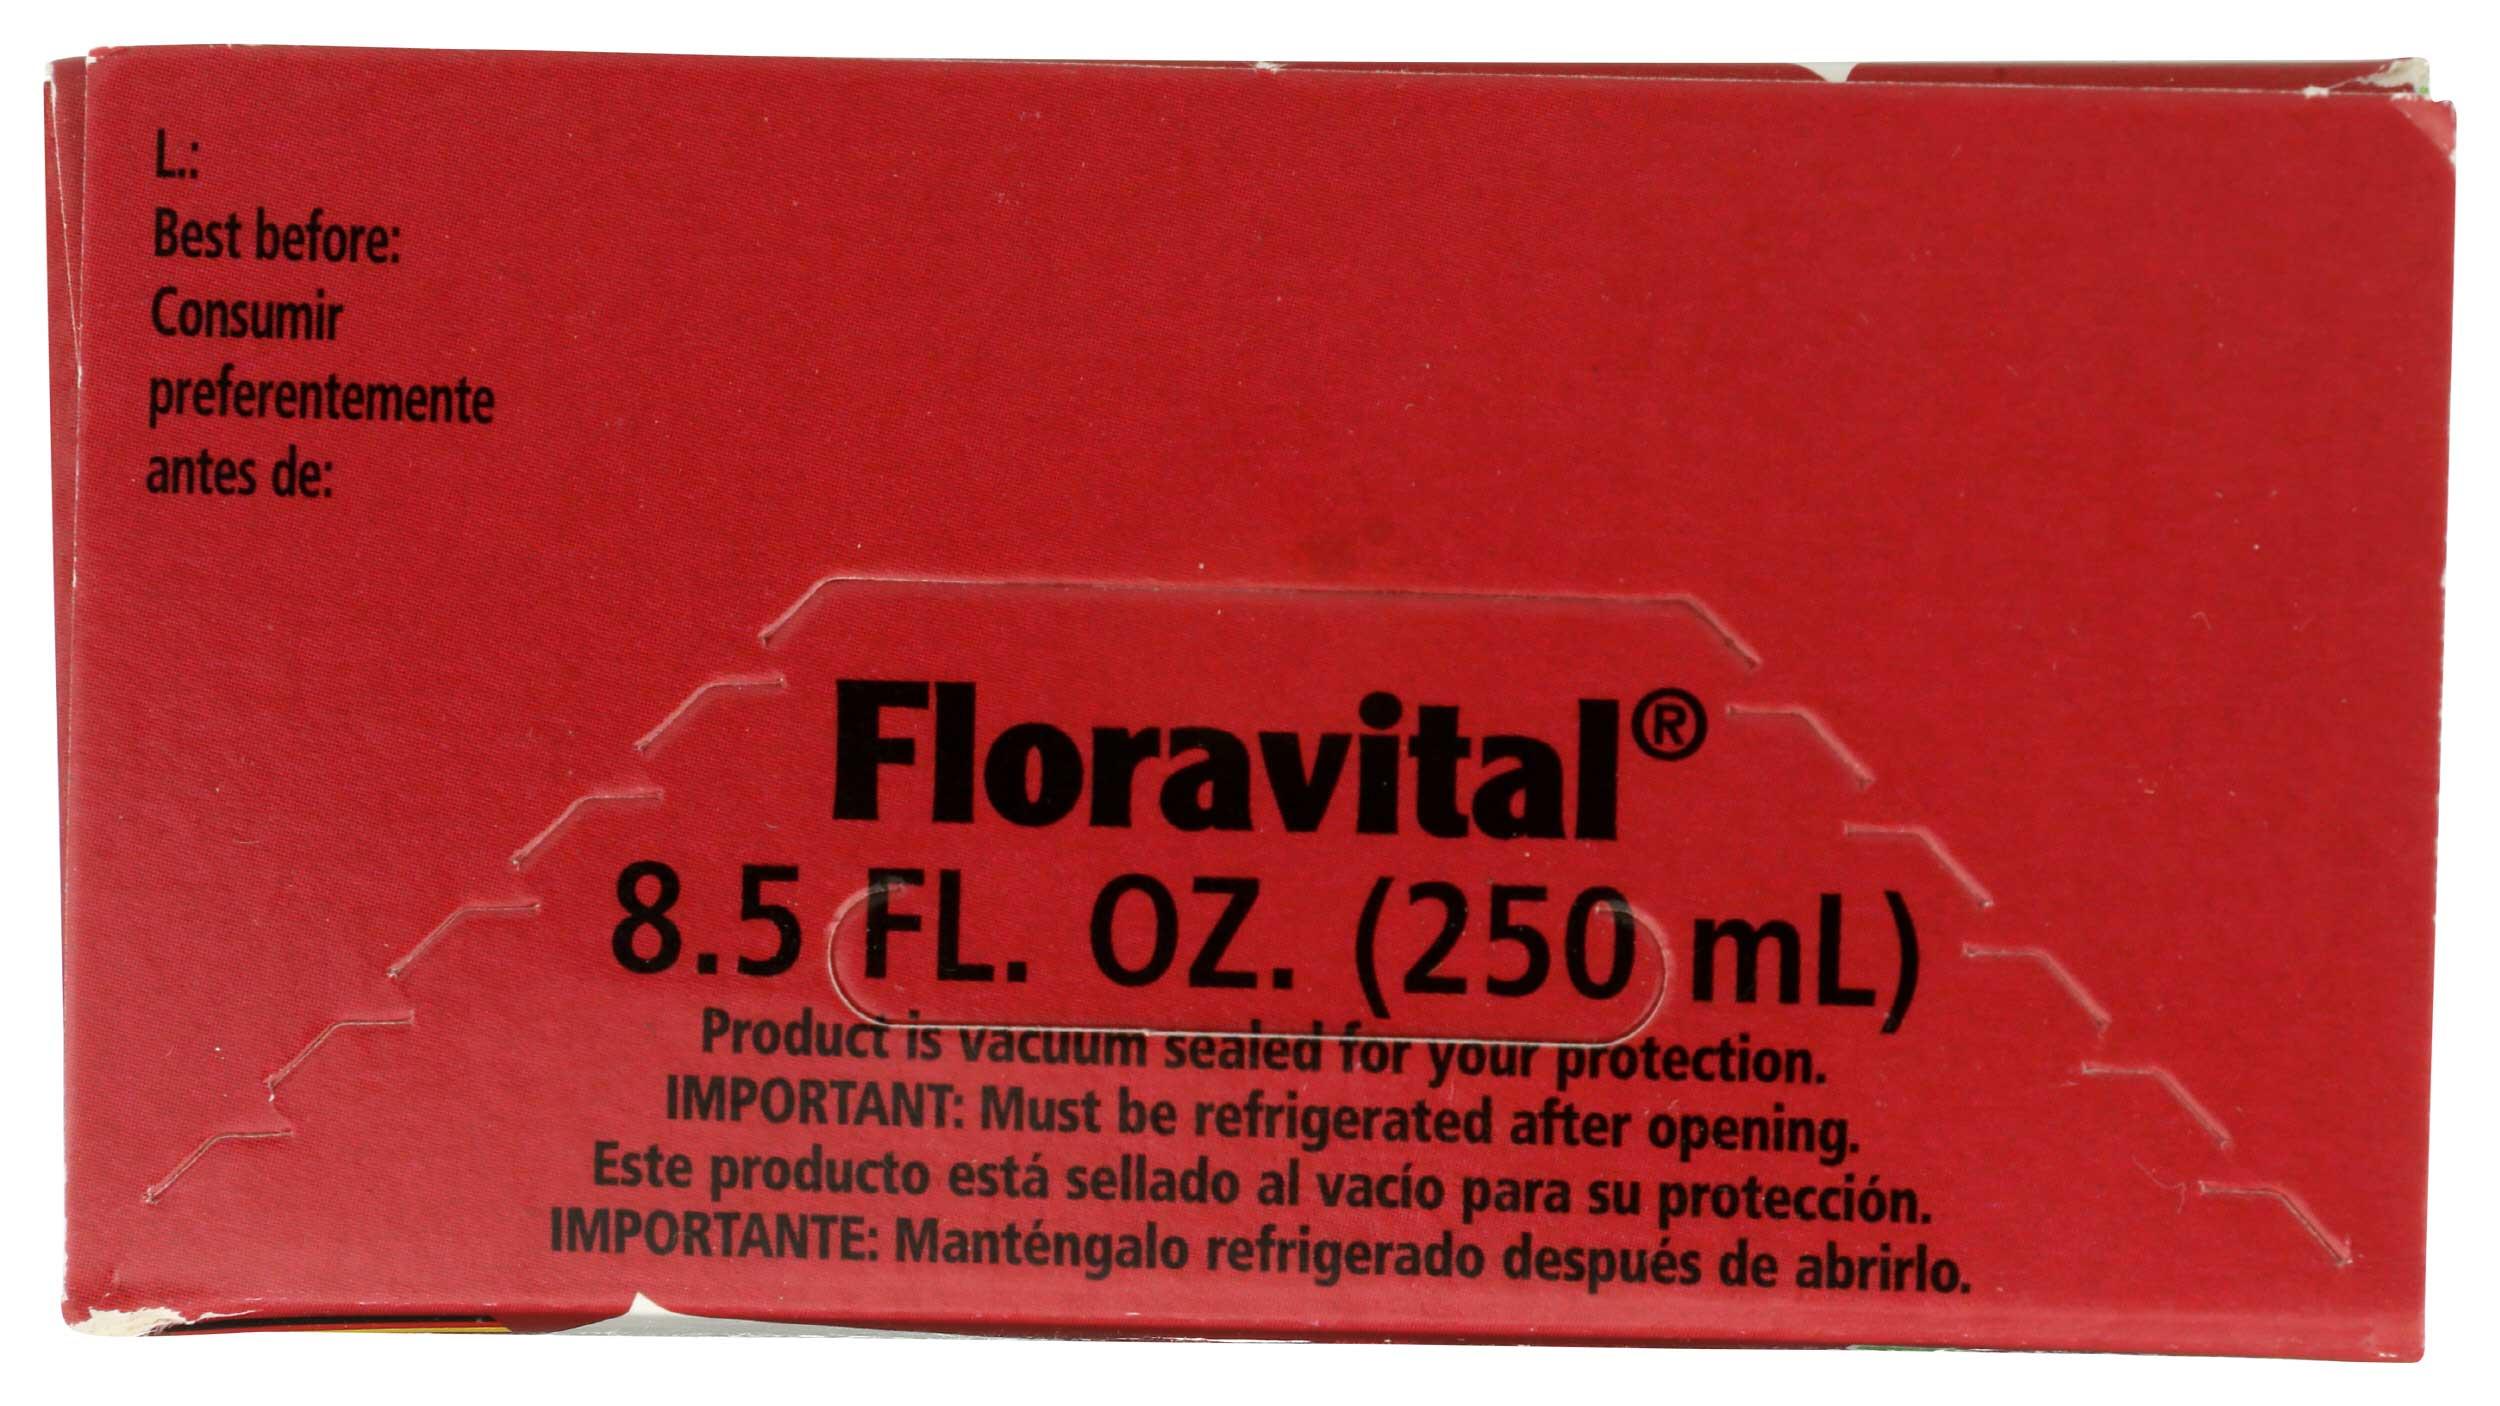 L.:
Best before:
Consumir
preferentemente
antes de:
Floravital®
8.5 FL. OZ. (250 mL)
Product is vacuum sealed for your protection.
IMPORTANT: Must be refrigerated after opening.
Este producto está sellado al vacío para su protección.
IMPORTANTE: Manténgalo refrigerado después de abrirlo.